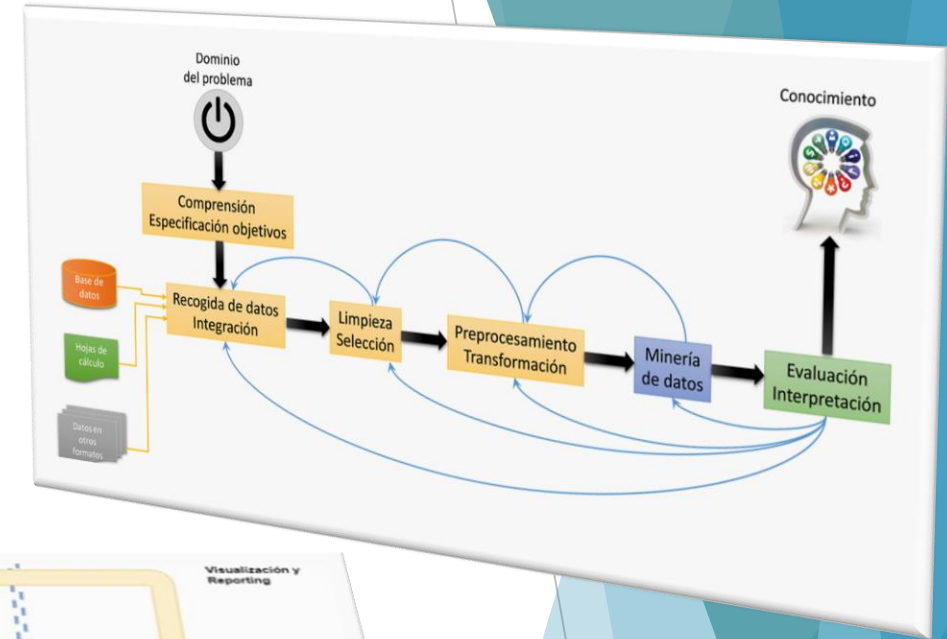 Dominio
del problema
Conocimiento
Comprensión
Especificación objetivos
Base de
datos
Recogida de datos
Integración
Limpieza
Selección
Preprocesamiento
Transformación
Minería
de datos
Evaluación
Interpretación
Hojas de
cálculo
Datos en
otros
formatos
Visualización y
Reporting